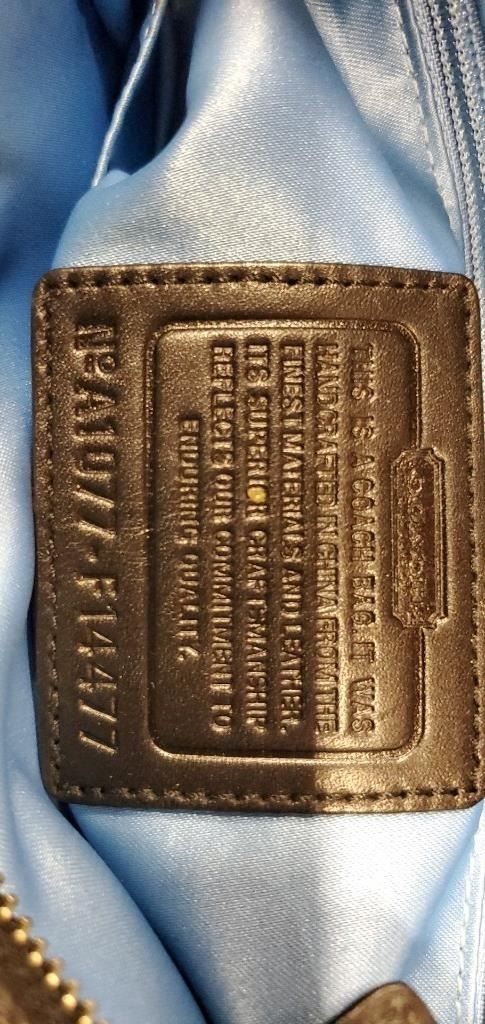 COACH
THIS IS A COACH BAG. IT WAS
HANDCRAFTED IN CHINA FROM THE
FINEST MATERIALS AND LEATHER.
ITS SUPERIOR CRAFTSMANSHIP
REFLECTS OUR COMMITMENT TO
ENDURING QUALITY.
Nº A1077-F14477